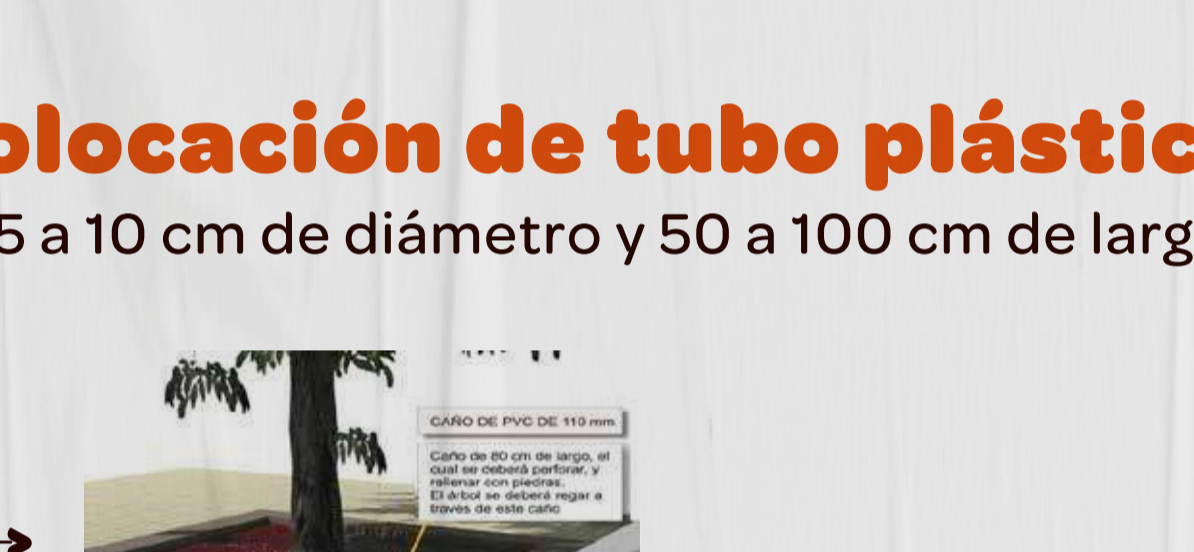 olocación de tubo plástic
5 a 10 cm de diámetro y 50 a 100 cm de larg
CAÑO DE PVC DE 110 mm
Caño de 80 cm de largo, el
cual se deberá perforar, y
rellenar con piedras.
El árbol se deberá regar a
traves de este caño